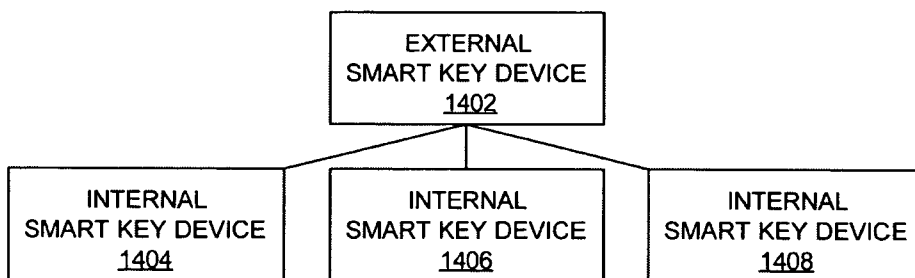 EXTERNAL
SMART KEY DEVICE
1402
INTERNAL
SMART KEY DEVICE
1404
INTERNAL
SMART KEY DEVICE
1406
INTERNAL
SMART KEY DEVICE
1408